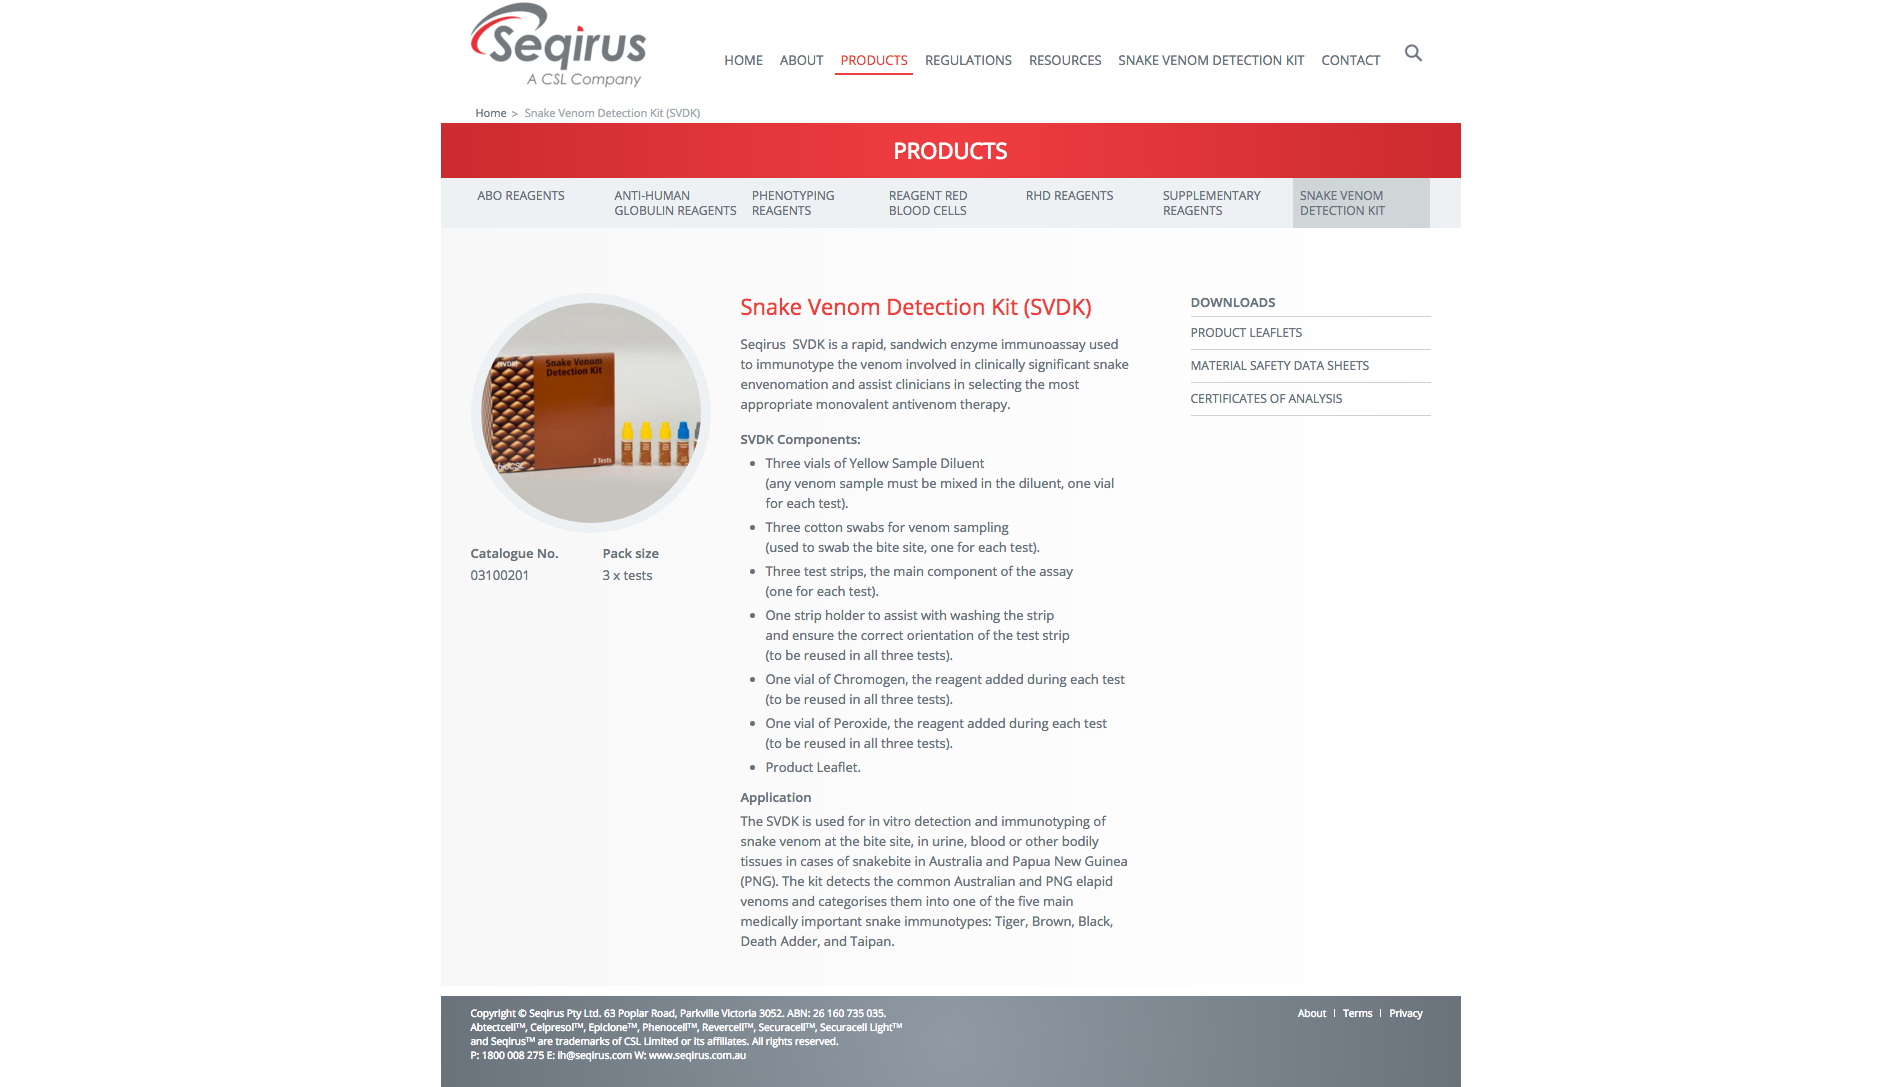 Seqirus
A CSL Company
HOME ABOUT PRODUCTS REGULATIONS RESOURCES SNAKE VENOM DETECTION KIT CONTACT
Home > Snake Venom Detection Kit (SVDK)
PRODUCTS
ABO REAGENTS
ANTI-HUMAN
GLOBULIN REAGENTS
PHENOTYPING
REAGENTS
REAGENT RED
BLOOD CELLS
RHD REAGENTS
SUPPLEMENTARY
REAGENTS
SNAKE VENOM
DETECTION KIT
(SVDK)
Snake Venom
Detection Kit
3 Tests
bioCSL
Catalogue No. Pack size
03100201 3 x tests
Snake Venom Detection Kit (SVDK)
Seqirus SVDK is a rapid, sandwich enzyme immunoassay used
to immunotype the venom involved in clinically significant snake
envenomation and assist clinicians in selecting the most
appropriate monovalent antivenom therapy.
SVDK Components:
• Three vials of Yellow Sample Diluent
(any venom sample must be mixed in the diluent, one vial
for each test).
• Three cotton swabs for venom sampling
(used to swab the bite site, one for each test).
• Three test strips, the main component of the assay
(one for each test).
• One strip holder to assist with washing the strip
and ensure the correct orientation of the test strip
(to be reused in all three tests).
• One vial of Chromogen, the reagent added during each test
(to be reused in all three tests).
• One vial of Peroxide, the reagent added during each test
(to be reused in all three tests).
• Product Leaflet.
Application
The SVDK is used for in vitro detection and immunotyping of
snake venom at the bite site, in urine, blood or other bodily
tissues in cases of snakebite in Australia and Papua New Guinea
(PNG). The kit detects the common Australian and PNG elapid
venoms and categorises them into one of the five main
medically important snake immunotypes: Tiger, Brown, Black,
Death Adder, and Taipan.
DOWNLOADS
PRODUCT LEAFLETS
MATERIAL SAFETY DATA SHEETS
CERTIFICATES OF ANALYSIS
Copyright © Seqirus Pty Ltd. 63 Poplar Road, Parkville Victoria 3052. ABN: 26 160 735 035.
Abtectcell™, Celpresol™, Epiclone™, Phenocell™, Revercell™, Securacell™, Securacell Light™
and Seqirus™ are trademarks of CSL Limited or its affiliates. All rights reserved.
P: 1800 008 275 E: ih@seqirus.com W: www.seqirus.com.au
About | Terms | Privacy